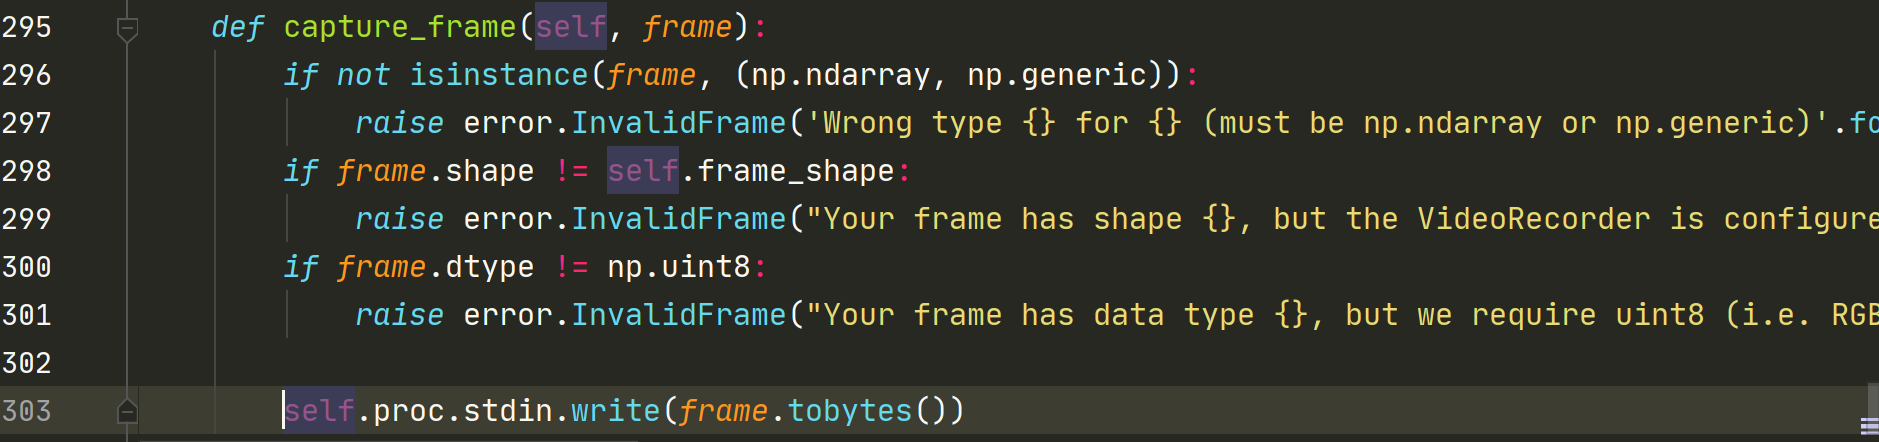 295 def capture_frame(self, frame):
296 if not isinstance(frame, (np.ndarray, np.generic)):
297 raise error.InvalidFrame('Wrong type {} for {} (must be np.ndarray or np.generic)'.fo
298 if frame.shape != self.frame_shape:
299 raise error.InvalidFrame("Your frame has shape {}, but the VideoRecorder is configure
300 if frame.dtype != np.uint8:
301 raise error.InvalidFrame("Your frame has data type {}, but we require uint8 (i.e. RGB
302
303 self.proc.stdin.write(frame.tobytes())